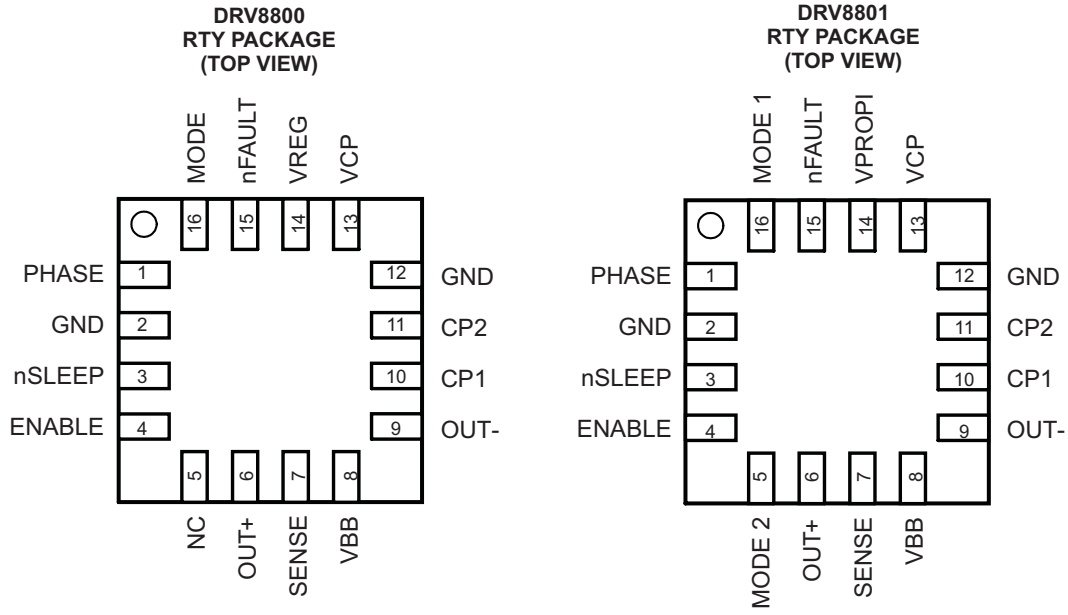 DRV8800
RTY PACKAGE
(TOP VIEW)
MODE
nFAULT
VREG
VCP
16
15
14
13
PHASE 1
GND 2
nSLEEP 3
ENABLE 4
12 GND
11 CP2
10 CP1
9 OUT-
5
6
7
8
NC
OUT+
SENSE
VBB
DRV8801
RTY PACKAGE
(TOP VIEW)
MODE 1
nFAULT
VPROPI
VCP
16
15
14
13
PHASE 1
GND 2
nSLEEP 3
ENABLE 4
12 GND
11 CP2
10 CP1
9 OUT-
5
6
7
8
MODE 2
OUT+
SENSE
VBB